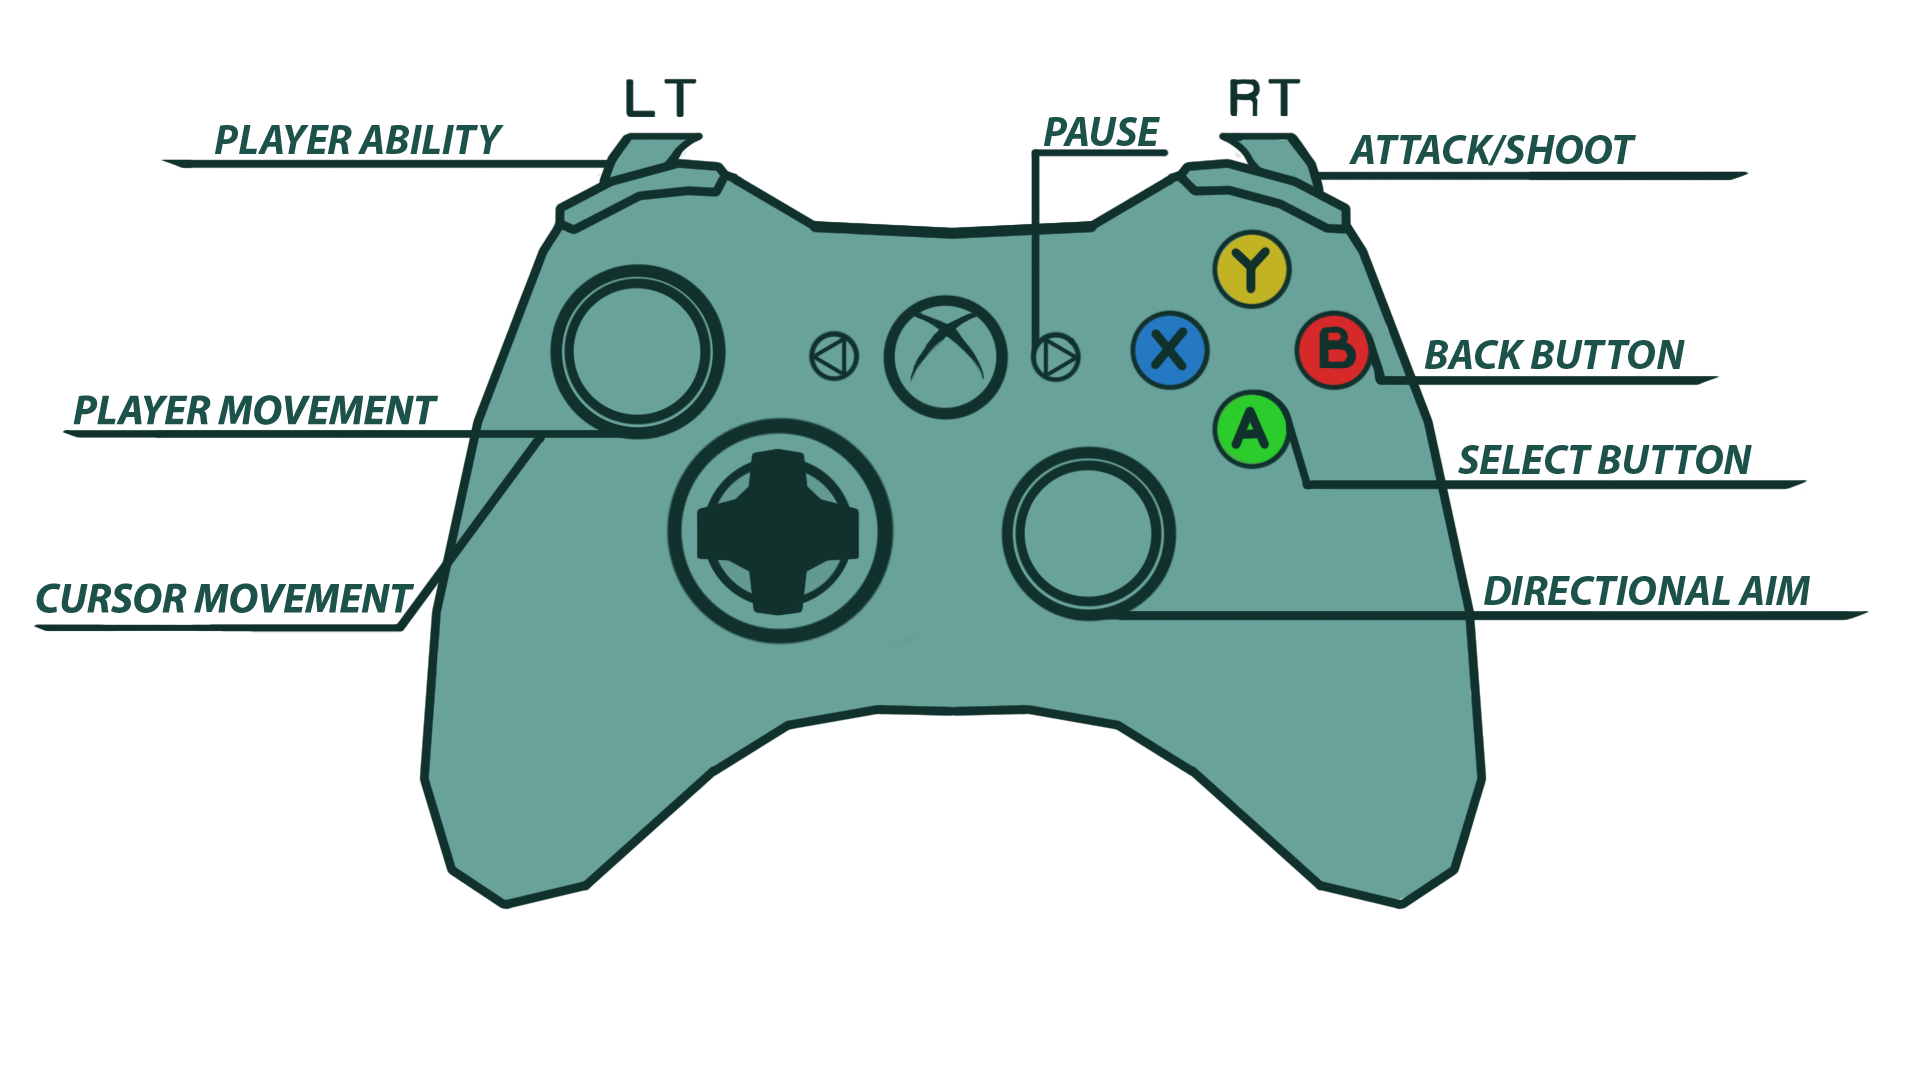 LT
RT
PLAYER ABILITY
PAUSE
ATTACK/SHOOT
Y
X
B
BACK BUTTON
PLAYER MOVEMENT
A
SELECT BUTTON
CURSOR MOVEMENT
DIRECTIONAL AIM